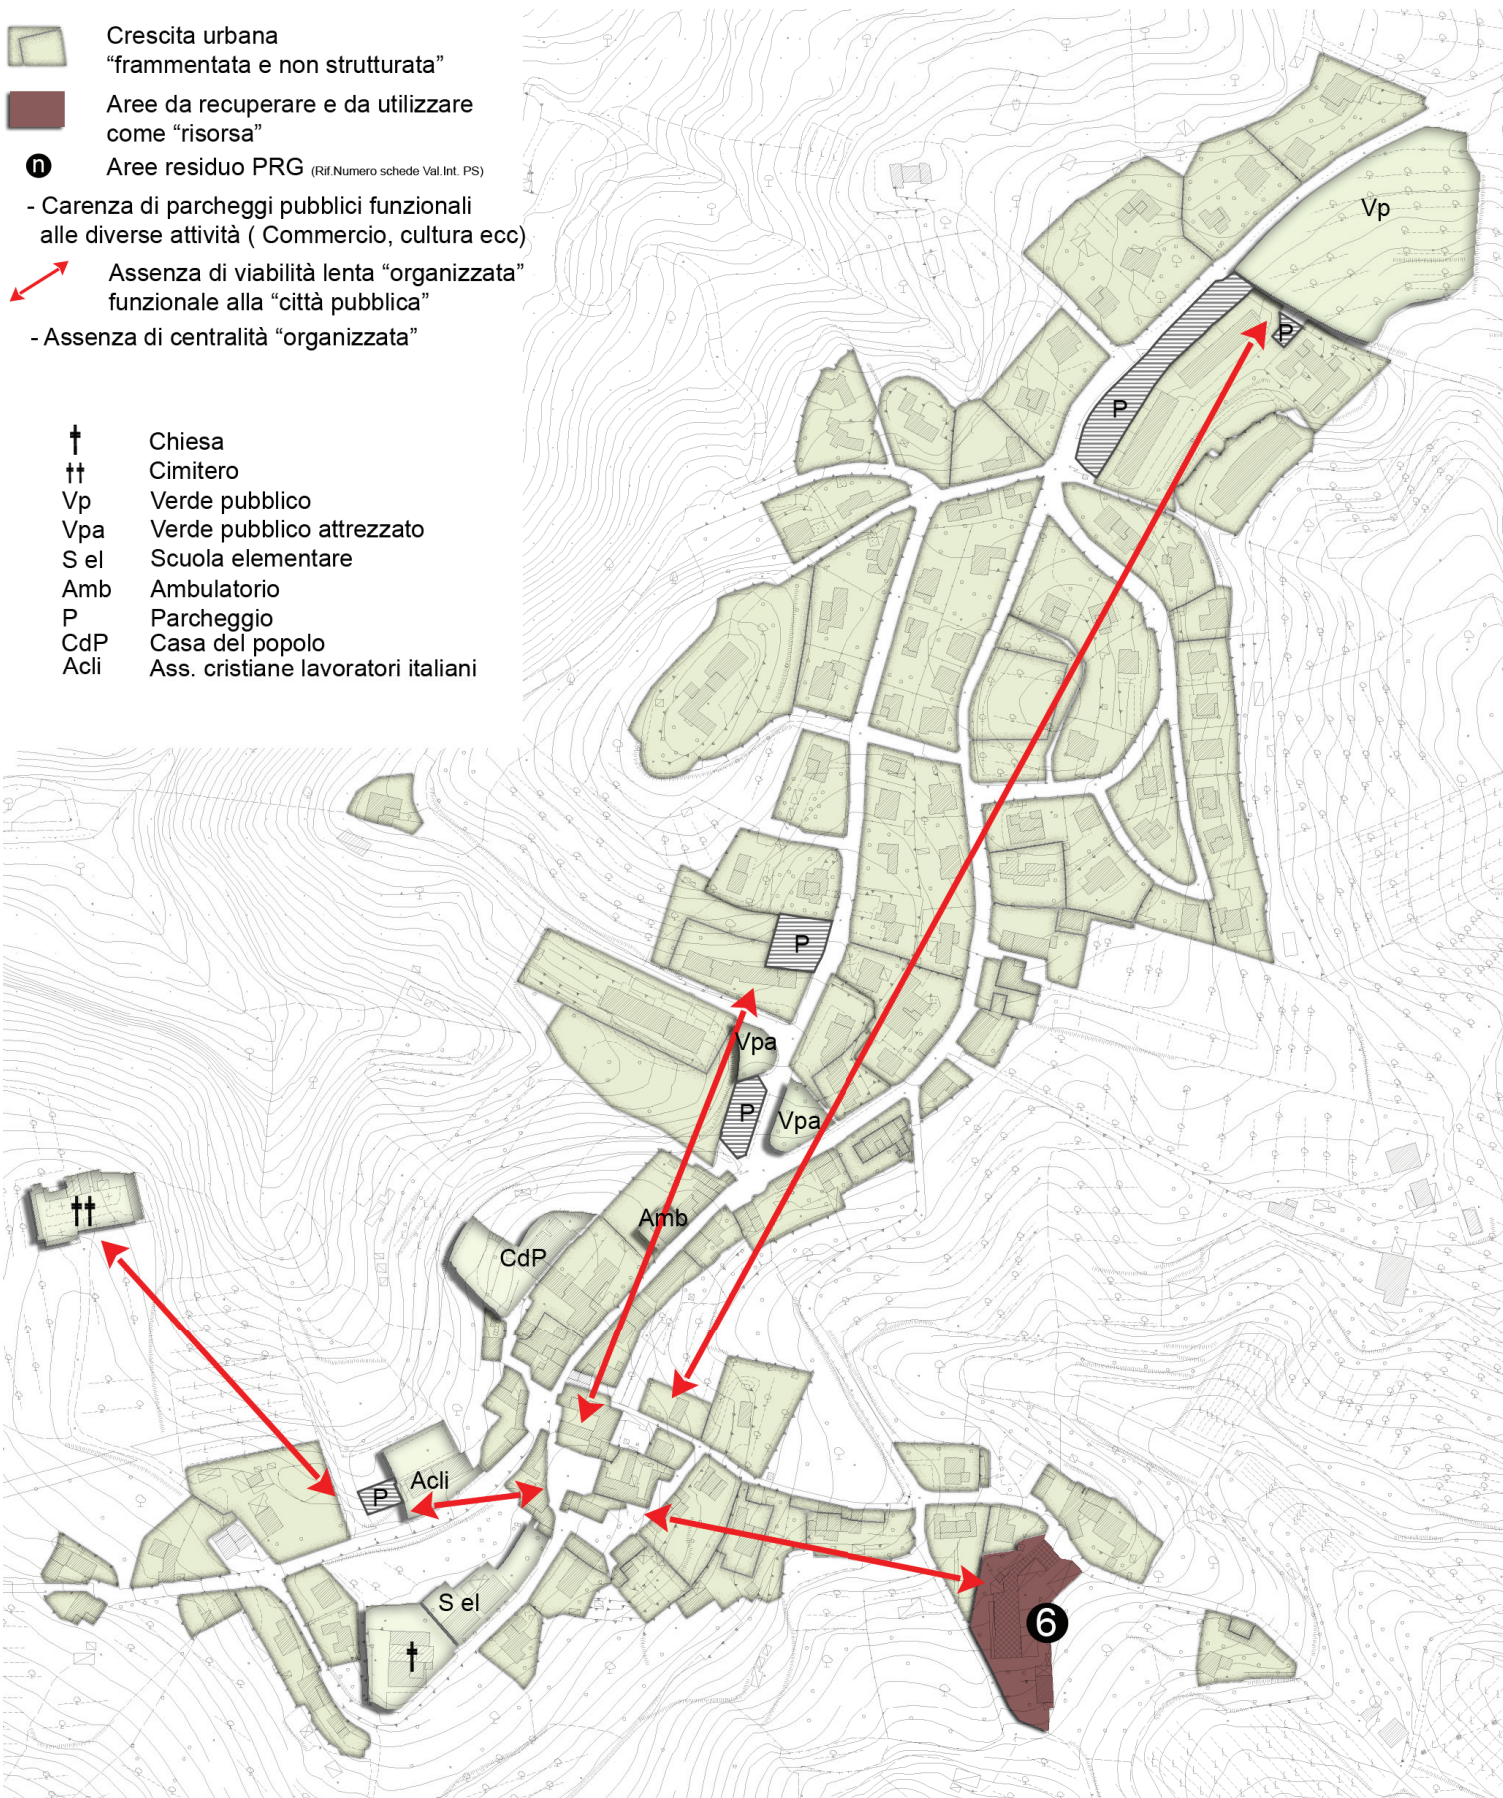 Crescita urbana
“frammentata e non strutturata”
Aree da recuperare e da utilizzare
come “risorsa”
n Aree residuo PRG (Rif.Numero schede Val.Int. PS)
- Carenza di parcheggi pubblici funzionali
alle diverse attività ( Commercio, cultura ecc)
Assenza di viabilità lenta “organizzata”
funzionale alla “città pubblica”
- Assenza di centralità “organizzata”
Chiesa
Cimitero
Vp Verde pubblico
Vpa Verde pubblico attrezzato
S el Scuola elementare
Amb Ambulatorio
P Parcheggio
CdP Casa del popolo
Acli Ass. cristiane lavoratori italiani
Vp
P
P
P
Vpa
P
Vpa
Amb
CdP
Acli
P
S el
6